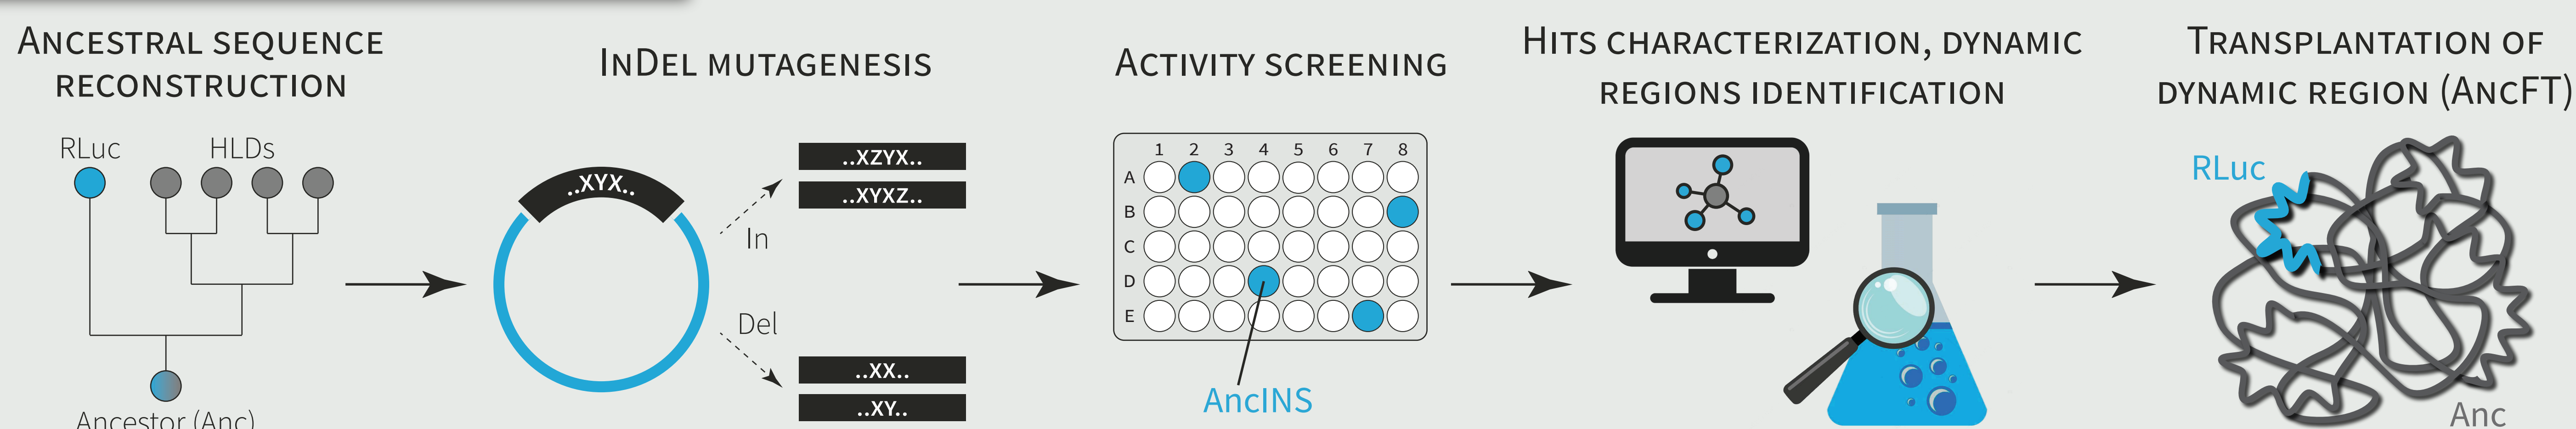 Ancestral sequence
reconstruction
RLuc HLDs
Ancestor (Anc)
InDel mutagenesis
..XYX..
In
Del
..XZYX..
..XYXZ..
..XX..
..XY..
Activity screening
1 2 3 4 5 6 7 8
A
B
C
D
E
AncINS
Hits characterization, dynamic
regions identification
Transplantation of
dynamic region (AncFT)
RLuc
Anc